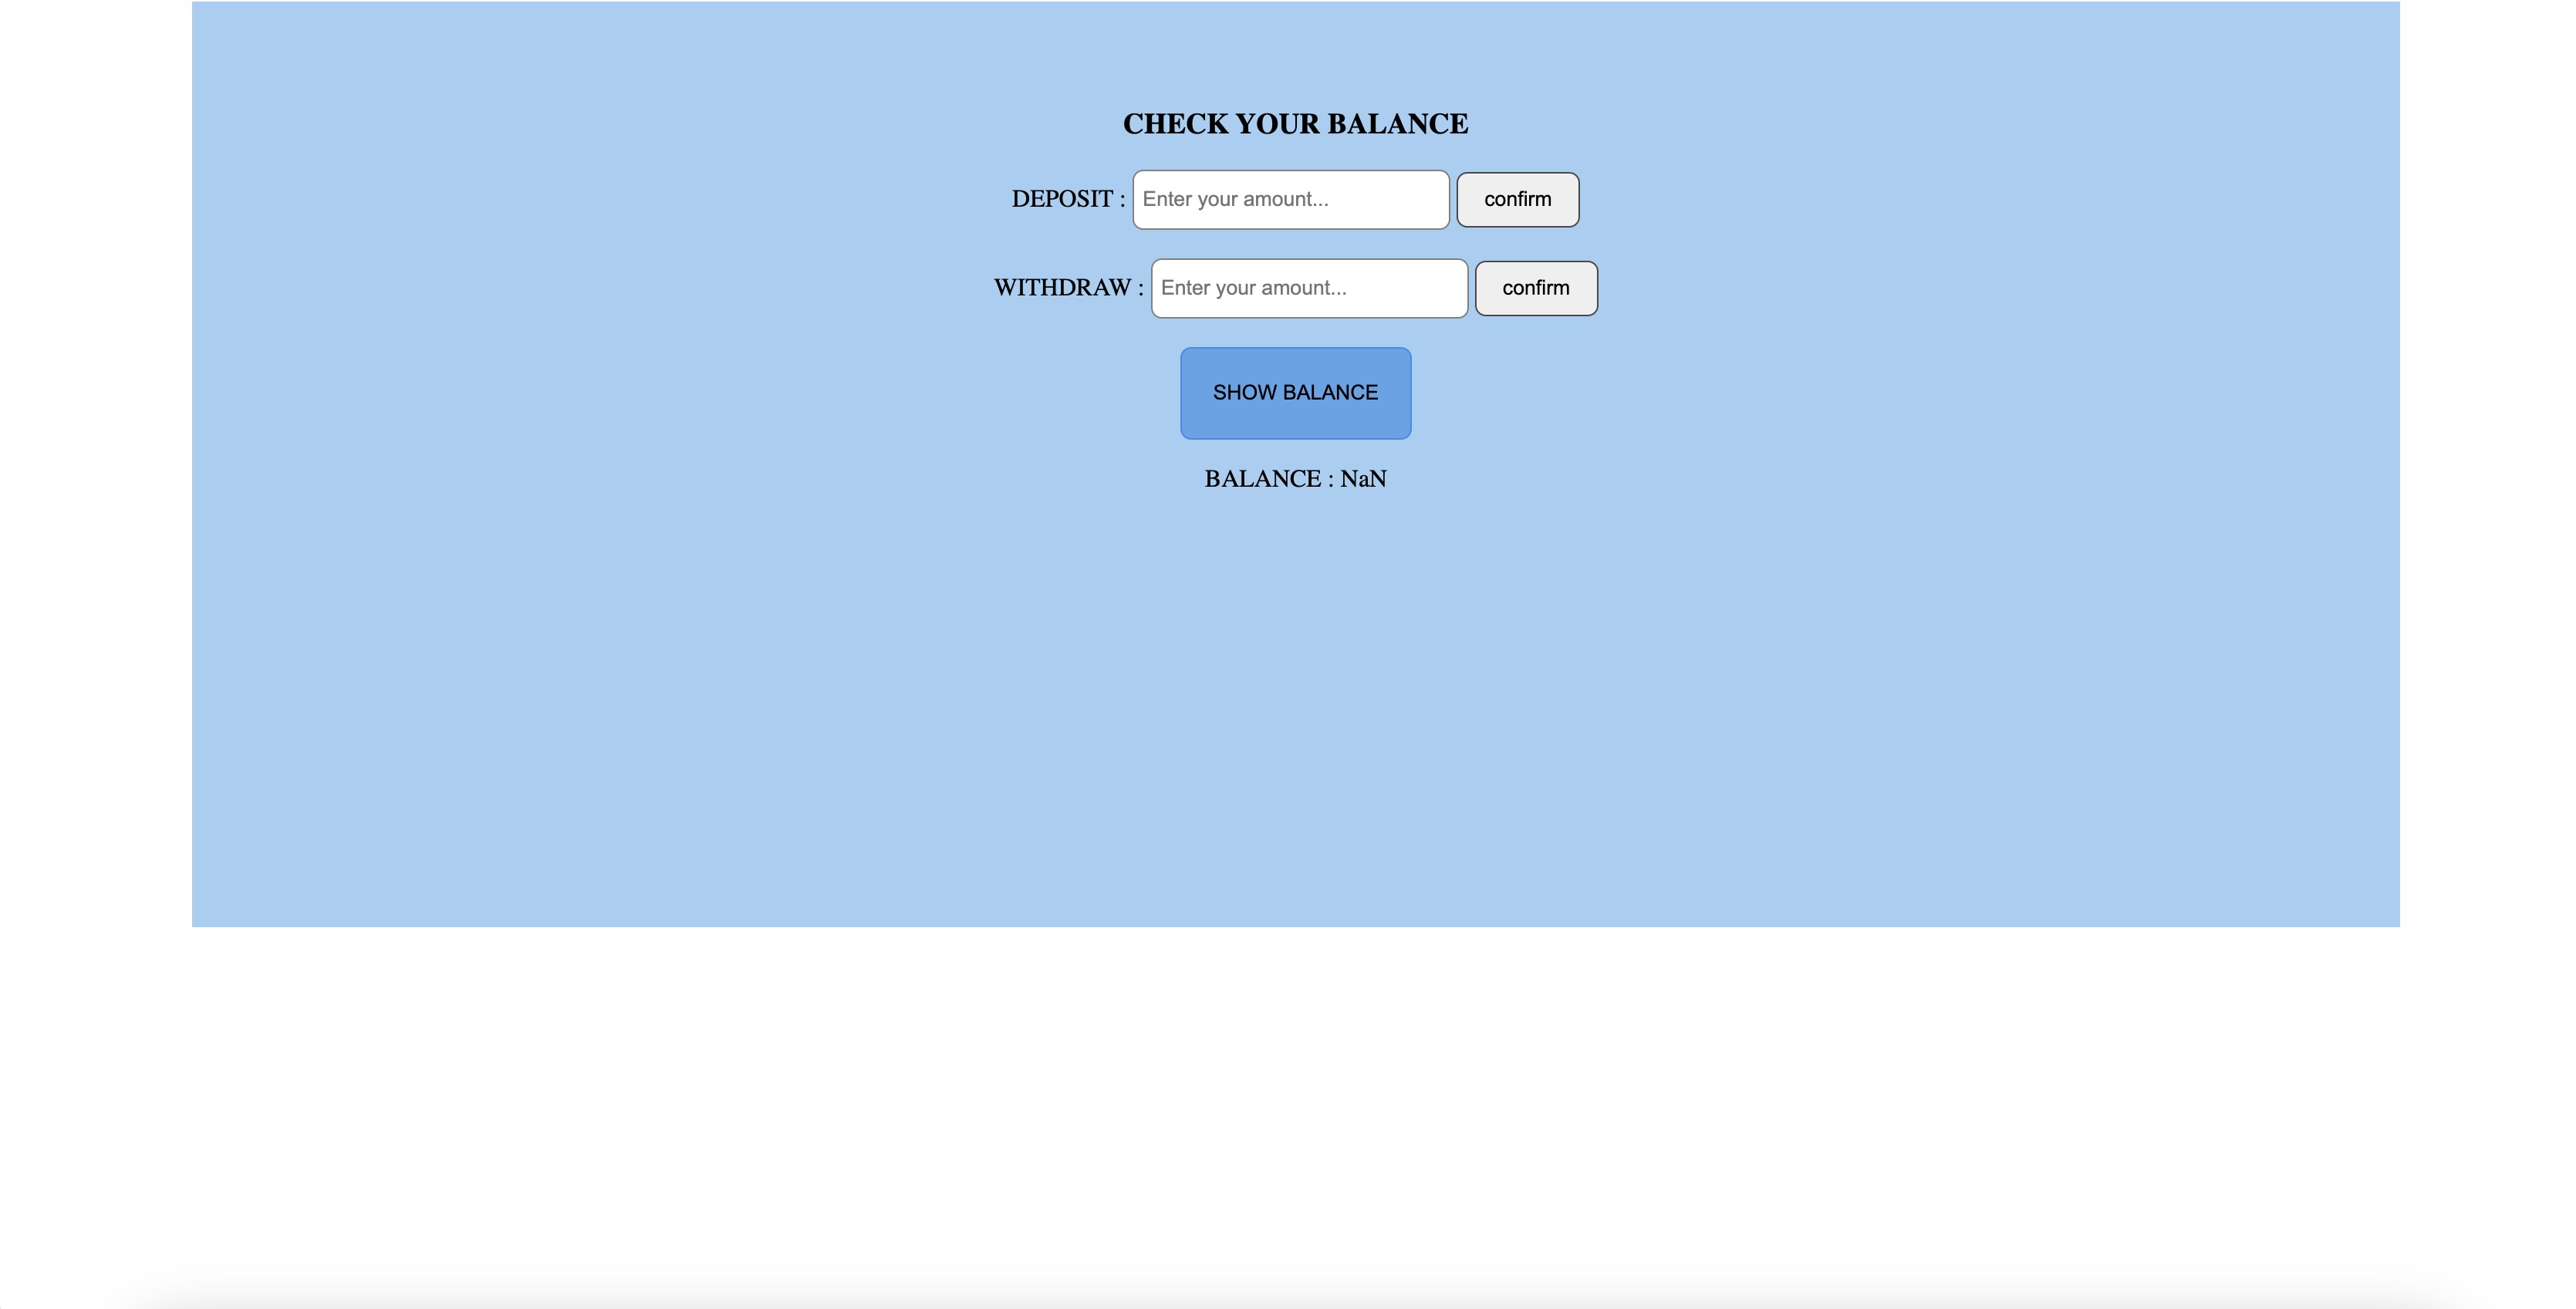 CHECK YOUR BALANCE
DEPOSIT : Enter your amount... confirm
WITHDRAW : Enter your amount... confirm
SHOW BALANCE
BALANCE : NaN